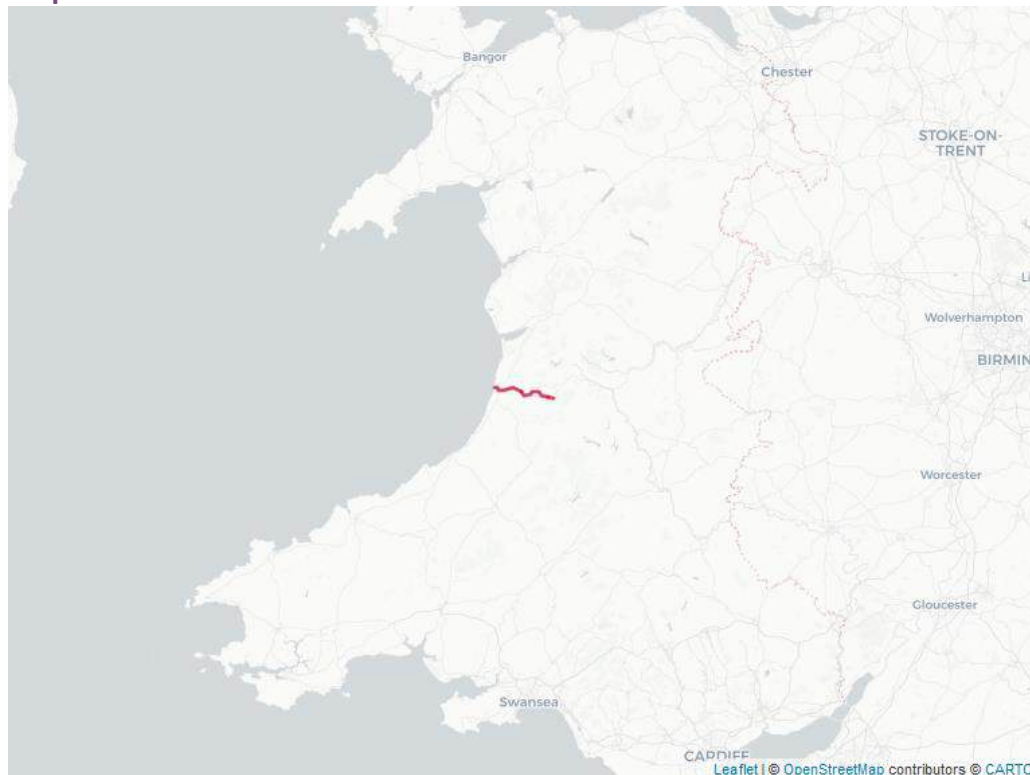 Bangor
Chester
STOKE-ON-
TRENT
Wolverhampton
BIRMIN
Worcester
Gloucester
Swansea
CARDIFF
Leaflet | © OpenStreetMap contributors © CARTO